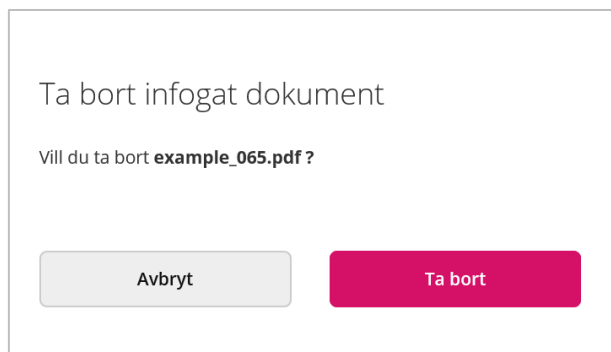 Ta bort infogat dokument
Vill du ta bort example_065.pdf ?
Avbryt
Ta bort